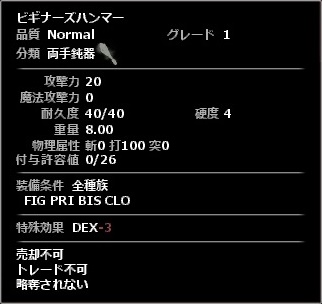 ビギナーズハンマー
品質 Normal グレード 1
分類 両手鈍器
攻撃力 20
魔法攻撃力 0
耐久度 40/40 硬度 4
重量 8.00
物理属性 斬0 打100 突0
付与許容値 0/26
装備条件 全種族
FIG PRI BIS CLO
特殊効果 DEX-3
売却不可
トレード不可
略奪されない